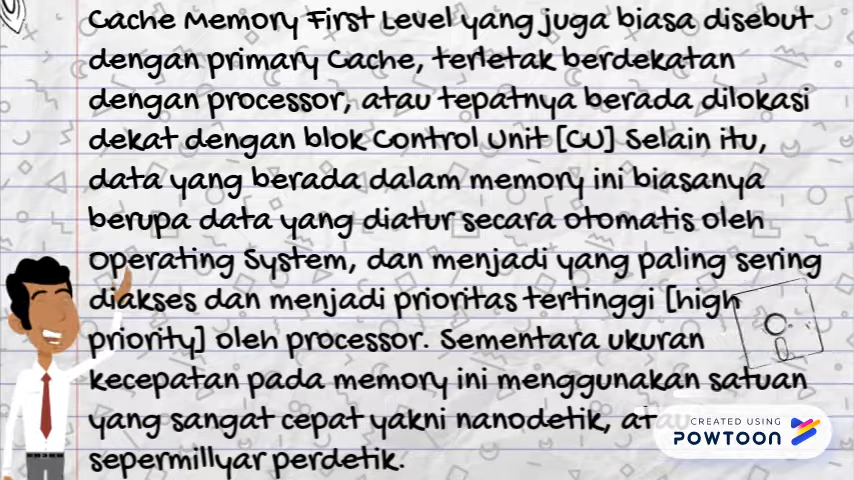 Cache Memory First Level yang juga biasa disebut
dengan primary Cache, terletak berdekatan
dengan processor, atau tepatnya berada dilokasi
dekat dengan blok Control Unit [CU] Selain itu,
data yang berada dalam memory ini biasanya
berupa data yang diatur secara otomatis oleh
Operating System, dan menjadi yang paling sering
diakses dan menjadi prioritas tertinggi [high
priority] oleh processor. Sementara ukuran
kecepatan pada memory ini menggunakan satuan
yang sangat cepat yakni nanodetik, atau
sepermillyar perdetik.
CREATED USING
POWTOON